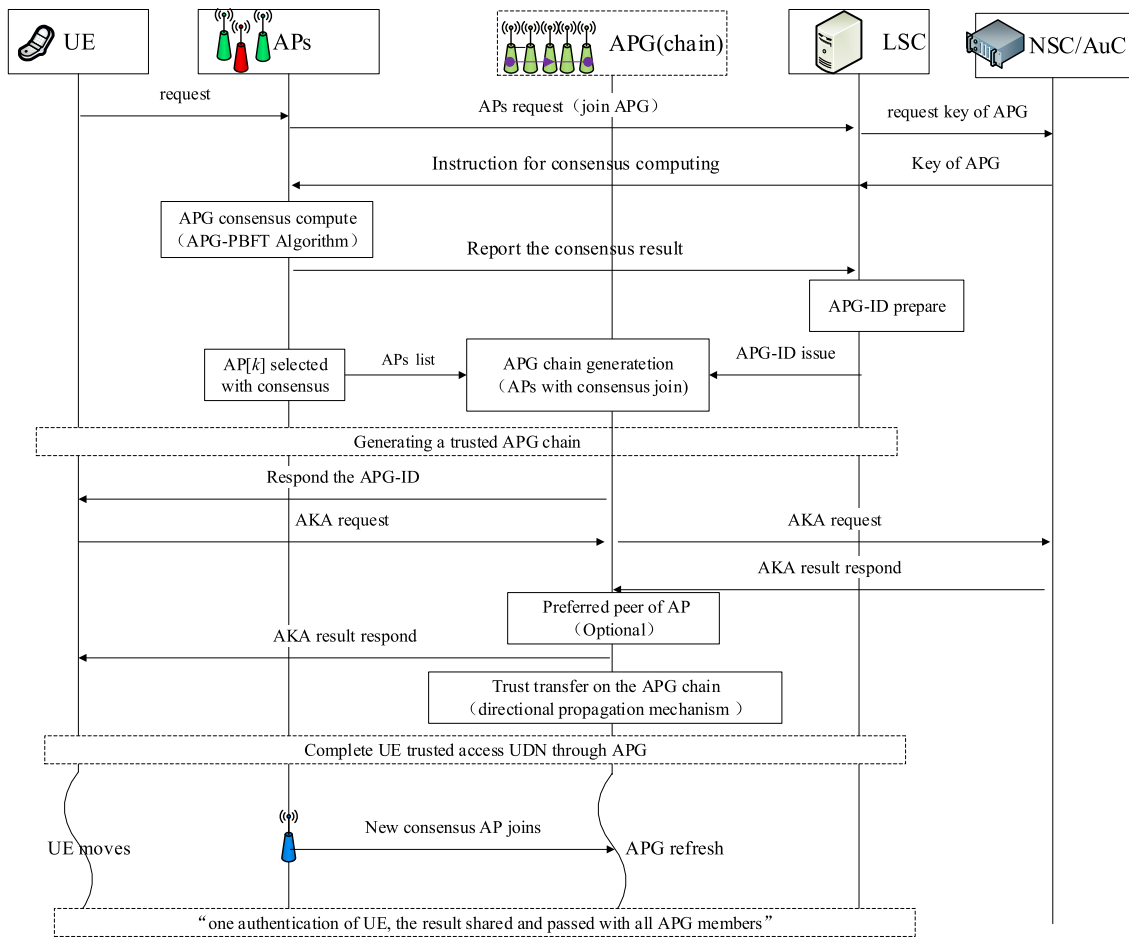 UE
APs
APG(chain)
LSC
NSC/AuC
request
APs request（join APG）
request key of APG
Instruction for consensus computing
Key of APG
APG consensus compute
（APG-PBFT Algorithm）
Report the consensus result
APG-ID prepare
AP[k] selected
with consensus
APs list
APG chain generatetion
（APs with consensus join)
APG-ID issue
Generating a trusted APG chain
Respond the APG-ID
AKA request
AKA request
AKA result respond
Preferred peer of AP
（Optional）
AKA result respond
Trust transfer on the APG chain
（directional propagation mechanism ）
Complete UE trusted access UDN through APG
New consensus AP joins
UE moves
APG refresh
“one authentication of UE, the result shared and passed with all APG members”